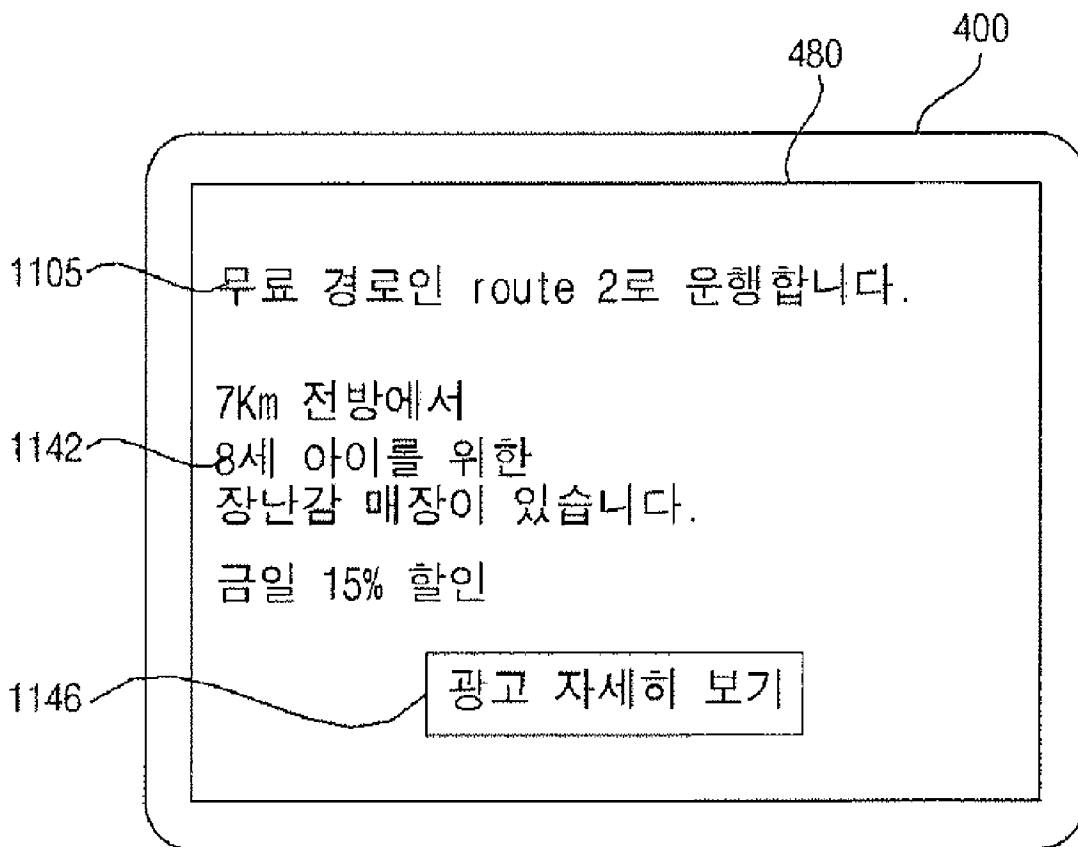 400
480
1105
무료 경로인 route 2로 운행합니다.
7Km 전방에서
1142
8세 아이를 위한
장난감 매장이 있습니다.
금일 15% 할인
1146
광고 자세히 보기